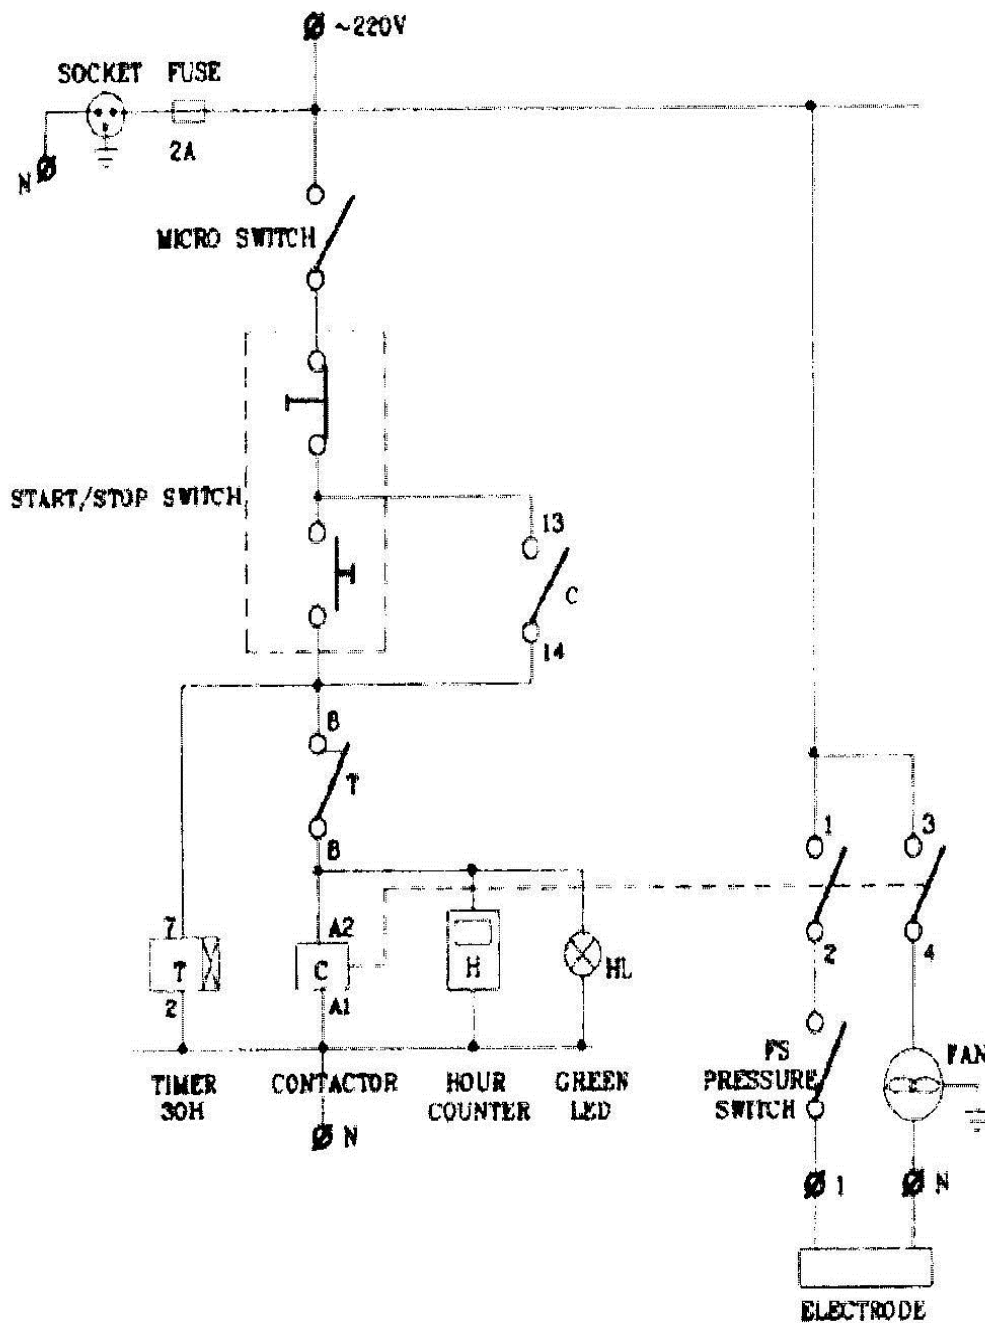 ~220V
SOCKET FUSE
2A
N
MICRO SWITCH
START/STOP SWITCH
13
C
14
8
T
8
1 3
7 A2
T C H HL
2 A1
2 4
FS
PRESSURE
SWITCH
FAN
TIMER
30H
CONTACTOR
HOUR
COUNTER
GREEN
LED
N
1 N
ELECTRODE